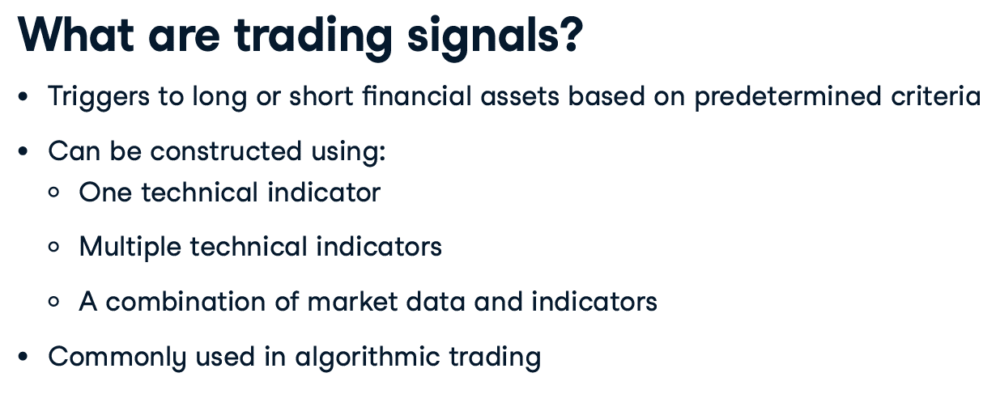 What are trading signals?
• Triggers to long or short financial assets based on predetermined criteria
• Can be constructed using:
○ One technical indicator
○ Multiple technical indicators
○ A combination of market data and indicators
• Commonly used in algorithmic trading